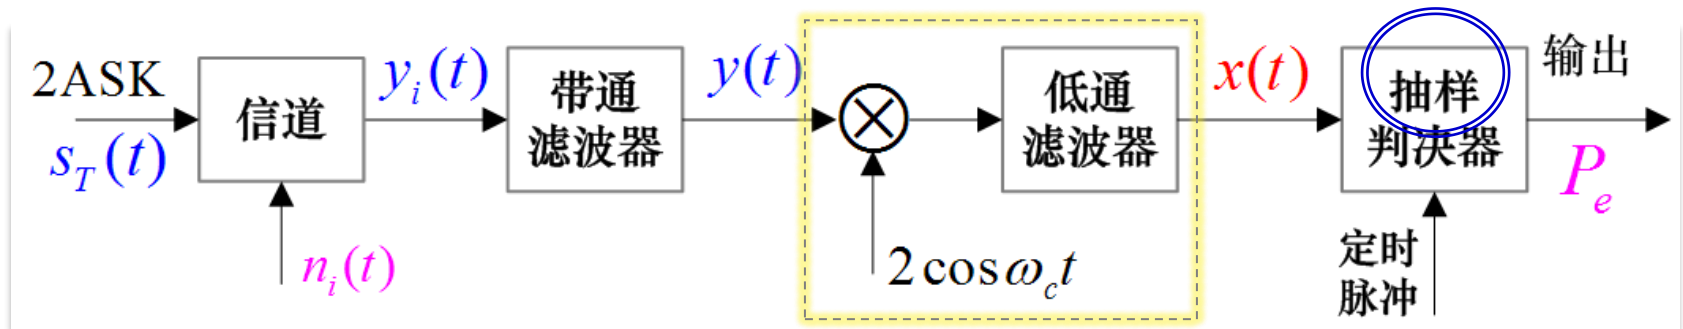 2ASK
s_T(t)
信道
n_i(t)
y_i(t)
带通
滤波器
y(t)
2cosω_c t
低通
滤波器
x(t)
抽样
判决器
定时
脉冲
输出
P_e